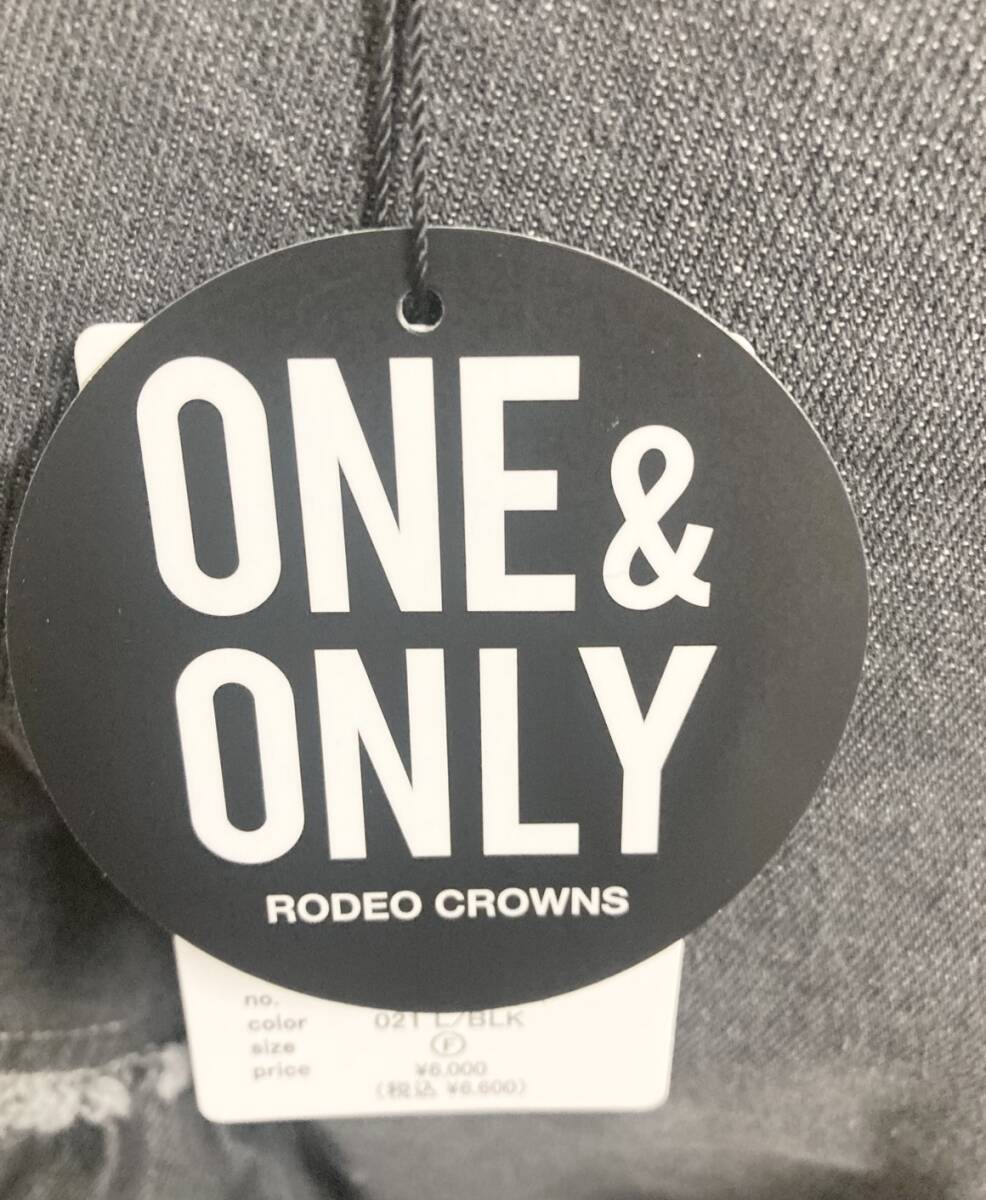 ONE &
ONLY
RODEO CROWNS
no.
color 021 L/BLK
size Ⓕ
price ¥6,000
(税込 ¥6,600)